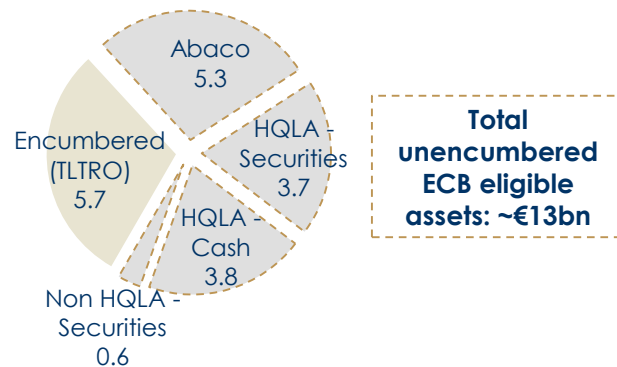 Abaco
5.3
HQLA -
Securities
3.7
HQLA -
Cash
3.8
Non HQLA -
Securities
0.6
Encumbered
(TLTRO)
5.7
Total
unencumbered
ECB eligible
assets: ~€13bn